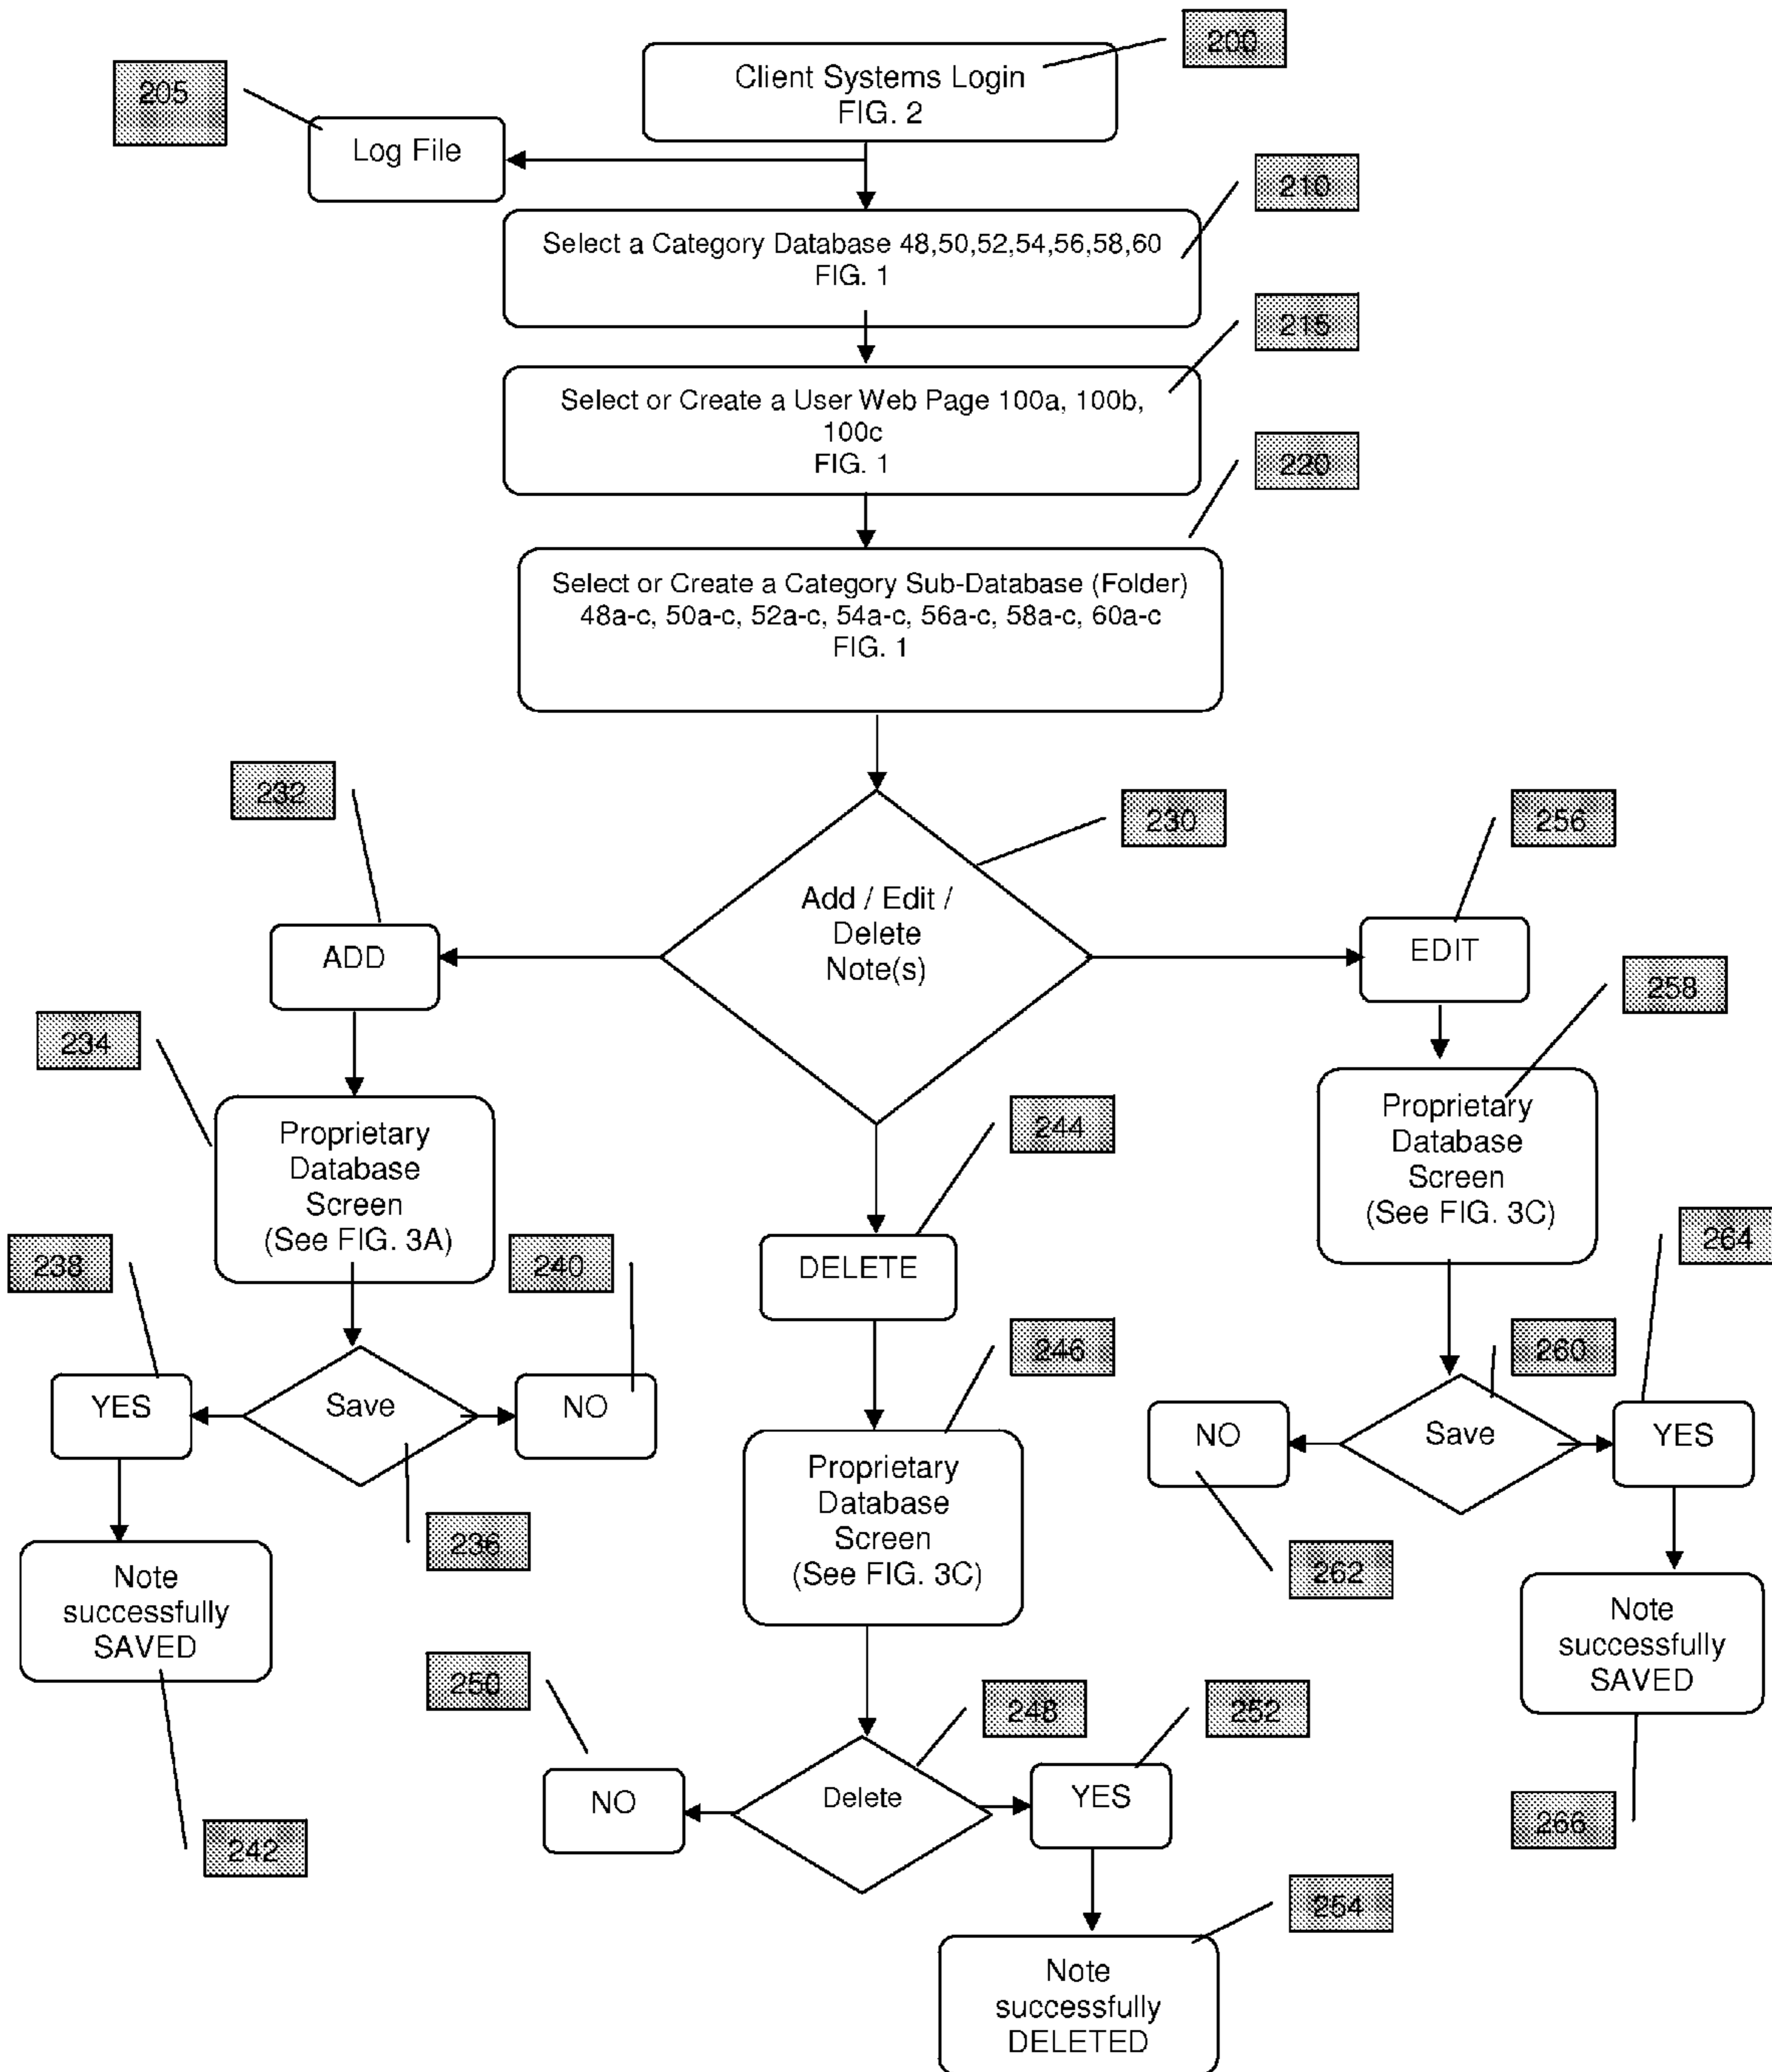 200
Client Systems Login
FIG. 2
205
Log File
210
Select a Category Database 48,50,52,54,56,58,60
FIG. 1
215
Select or Create a User Web Page 100a, 100b,
100c
FIG. 1
220
Select or Create a Category Sub-Database (Folder)
48a-c, 50a-c, 52a-c, 54a-c, 56a-c, 58a-c, 60a-c
FIG. 1
232
230
256
Add / Edit /
Delete
Note(s)
ADD
EDIT
234
258
Proprietary
Database
Screen
(See FIG. 3A)
244
Proprietary
Database
Screen
(See FIG. 3C)
238
240
DELETE
264
246
260
YES
Save
NO
NO
Save
YES
236
Proprietary
Database
Screen
(See FIG. 3C)
262
Note
successfully
SAVED
Note
successfully
SAVED
250
248
252
NO
Delete
YES
242
266
254
Note
successfully
DELETED